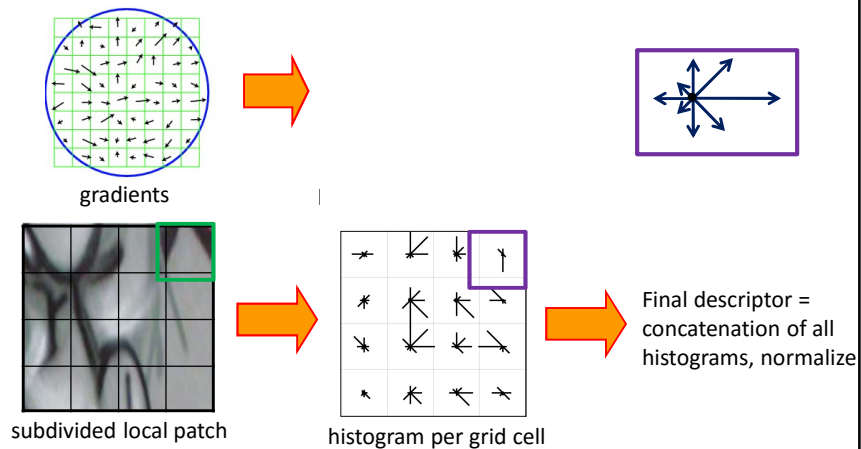 gradients
subdivided local patch
histogram per grid cell
Final descriptor =
concatenation of all
histograms, normalize